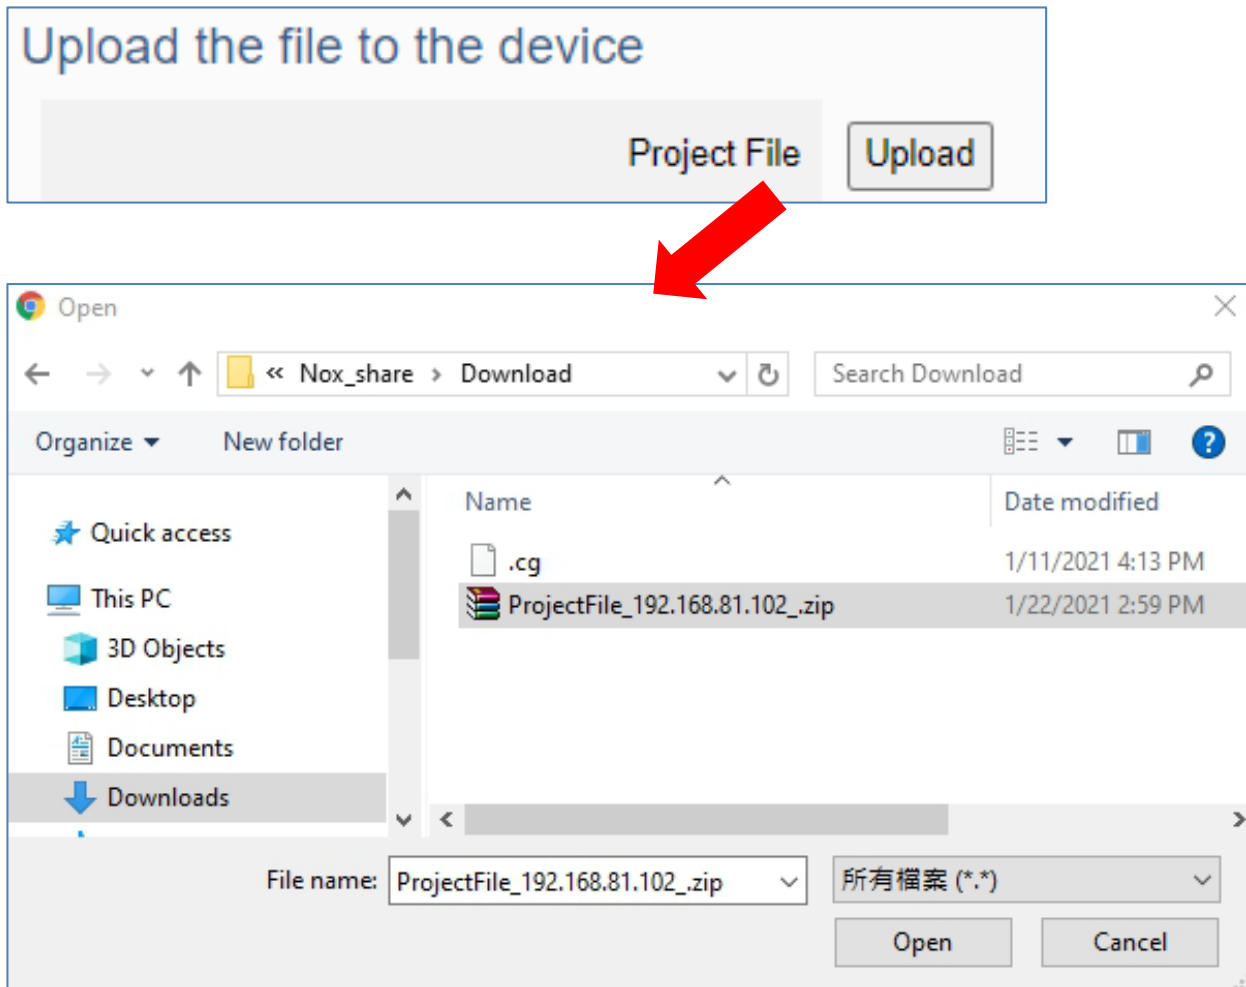 Upload the file to the device
Project File Upload
Open
« Nox_share > Download Search Download
Organize New folder
Name Date modified
Quick access
.cg 1/11/2021 4:13 PM
This PC
ProjectFile_192.168.81.102_.zip 1/22/2021 2:59 PM
3D Objects
Desktop
Documents
Downloads
File name: ProjectFile_192.168.81.102_.zip 所有檔案 (*.*)
Open Cancel